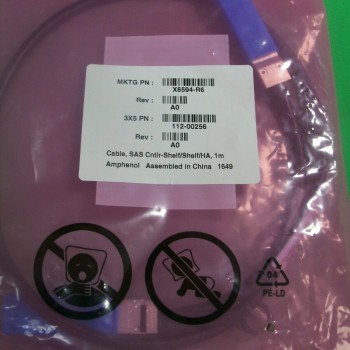 MKTG PN :
X6594-R6
Rev :
A0
3X5 PN :
112-00256
Rev :
A0
Cable, SAS Cntlr-Shelf/Shelf/HA, 1m
Amphenol Assembled in China 1649
04
PE-LD